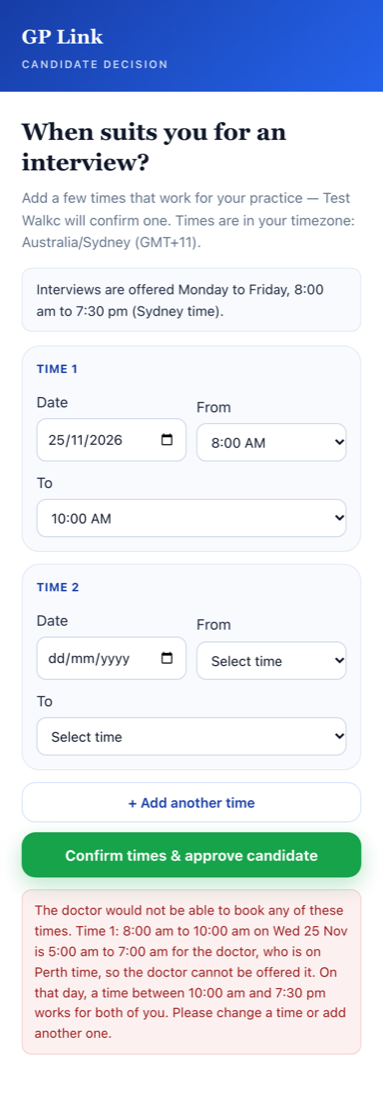 GP Link
CANDIDATE DECISION
When suits you for an
interview?
Add a few times that work for your practice — Test
Walkc will confirm one. Times are in your timezone:
Australia/Sydney (GMT+11).
Interviews are offered Monday to Friday, 8:00
am to 7:30 pm (Sydney time).
TIME 1
Date
From
25/11/2026
8:00 AM
To
10:00 AM
TIME 2
Date
From
dd/mm/yyyy
Select time
To
Select time
+ Add another time
Confirm times & approve candidate
The doctor would not be able to book any of these
times. Time 1: 8:00 am to 10:00 am on Wed 25 Nov
is 5:00 am to 7:00 am for the doctor, who is on
Perth time, so the doctor cannot be offered it. On
that day, a time between 10:00 am and 7:30 pm
works for both of you. Please change a time or add
another one.